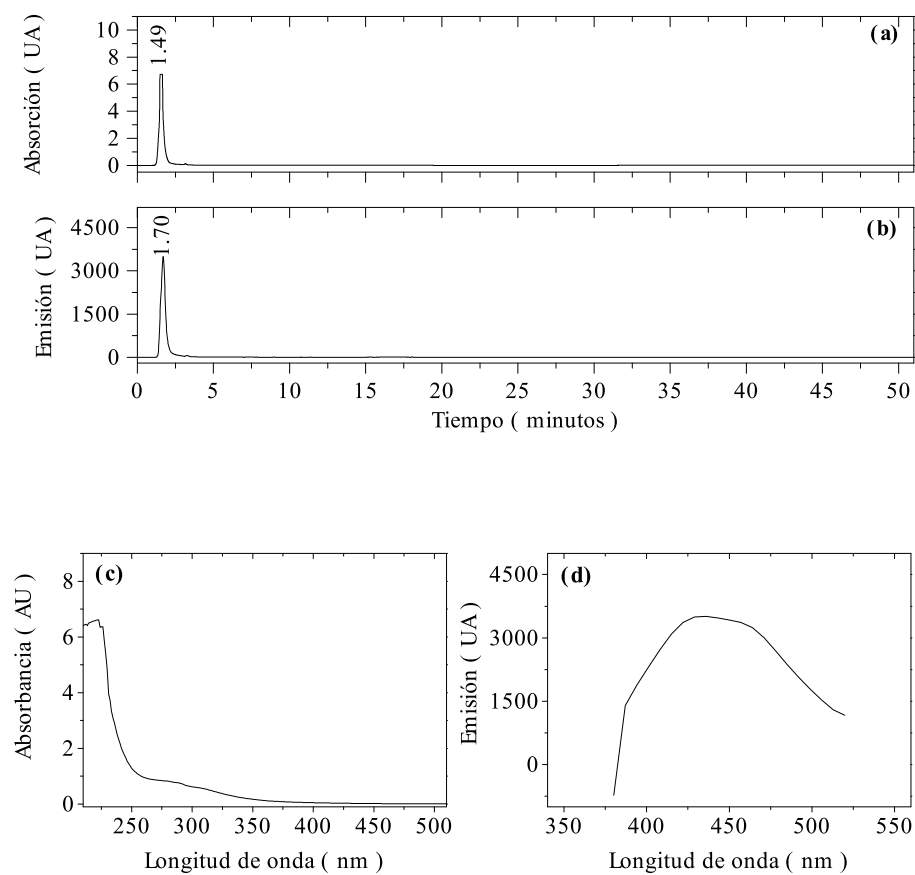 Absorción ( UA )
10
8
6
4
2
0
1.49
(a)
Emisión ( UA )
4500
3000
1500
0
1.70
(b)
0 5 10 15 20 25 30 35 40 45 50
Tiempo ( minutos )
Absorbancia ( AU )
8
6
4
2
0
(c)
250 300 350 400 450 500
Longitud de onda ( nm )
Emisión ( UA )
4500
3000
1500
0
(d)
350 400 450 500 550
Longitud de onda ( nm )